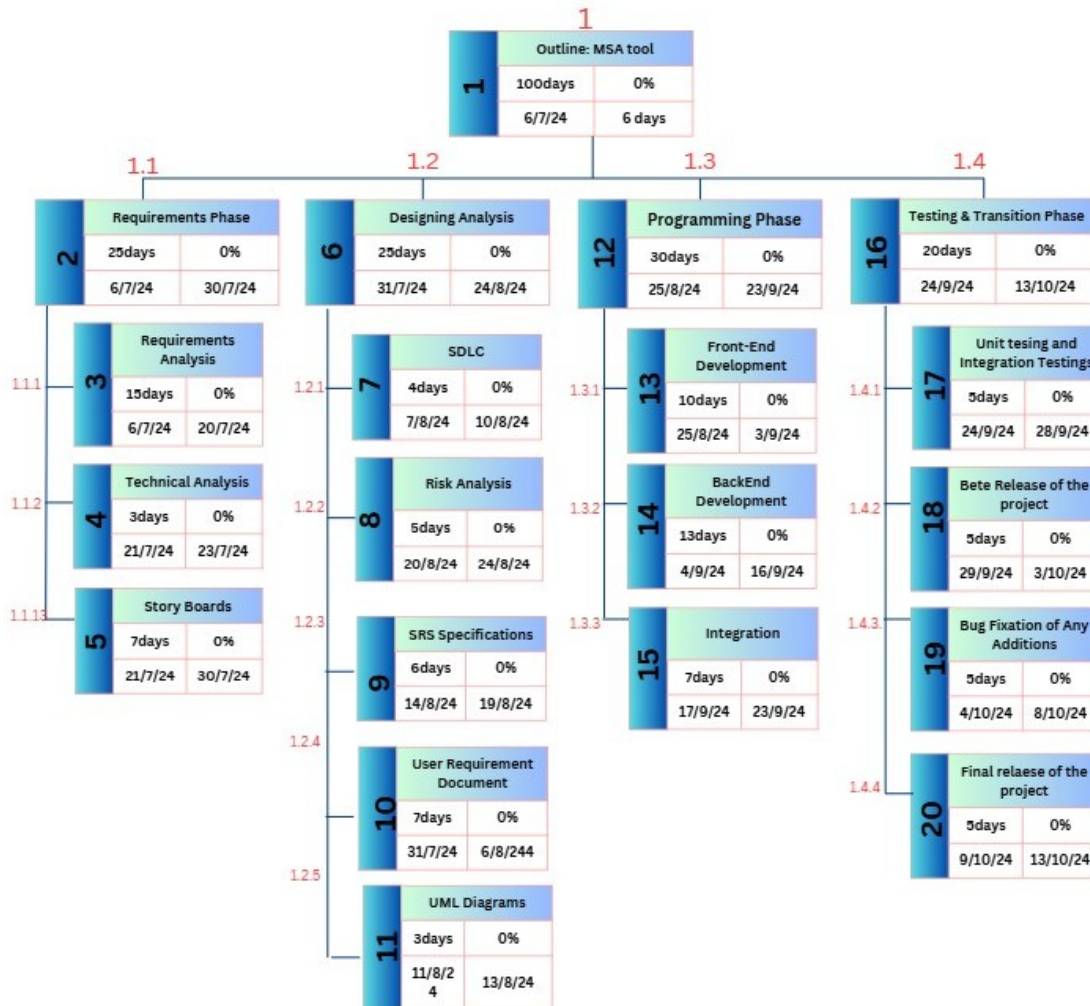 1
Outline: MSA tool
1
100days 0%
6/7/24 6 days
1.1
1.2
1.3
1.4
2
Requirements Phase
25days 0%
6/7/24 30/7/24
1.1.1
3
Requirements
Analysis
15days 0%
6/7/24 20/7/24
1.1.2
4
Technical Analysis
3days 0%
21/7/24 23/7/24
1.1.13
5
Story Boards
7days 0%
21/7/24 30/7/24
6
Designing Analysis
25days 0%
31/7/24 24/8/24
1.2.1
7
SDLC
4days 0%
7/8/24 10/8/24
1.2.2
8
Risk Analysis
5days 0%
20/8/24 24/8/24
1.2.3
9
SRS Specifications
6days 0%
14/8/24 19/8/24
1.2.4
10
User Requirement
Document
7days 0%
31/7/24 6/8/244
1.2.5
11
UML Diagrams
3days 0%
11/8/2
4
13/8/24
12
Programming Phase
30days 0%
25/8/24 23/9/24
1.3.1
13
Front-End
Development
10days 0%
25/8/24 3/9/24
1.3.2
14
BackEnd
Development
13days 0%
4/9/24 16/9/24
1.3.3
15
Integration
7days 0%
17/9/24 23/9/24
16
Testing & Transition Phase
20days 0%
24/9/24 13/10/24
1.4.1
17
Unit tesing and
Integration Testings
5days 0%
24/9/24 28/9/24
1.4.2
18
Bete Release of the
project
5days 0%
29/9/24 3/10/24
1.4.3
19
Bug Fixation of Any
Additions
5days 0%
4/10/24 8/10/24
1.4.4
20
Final relaese of the
project
5days 0%
9/10/24 13/10/24